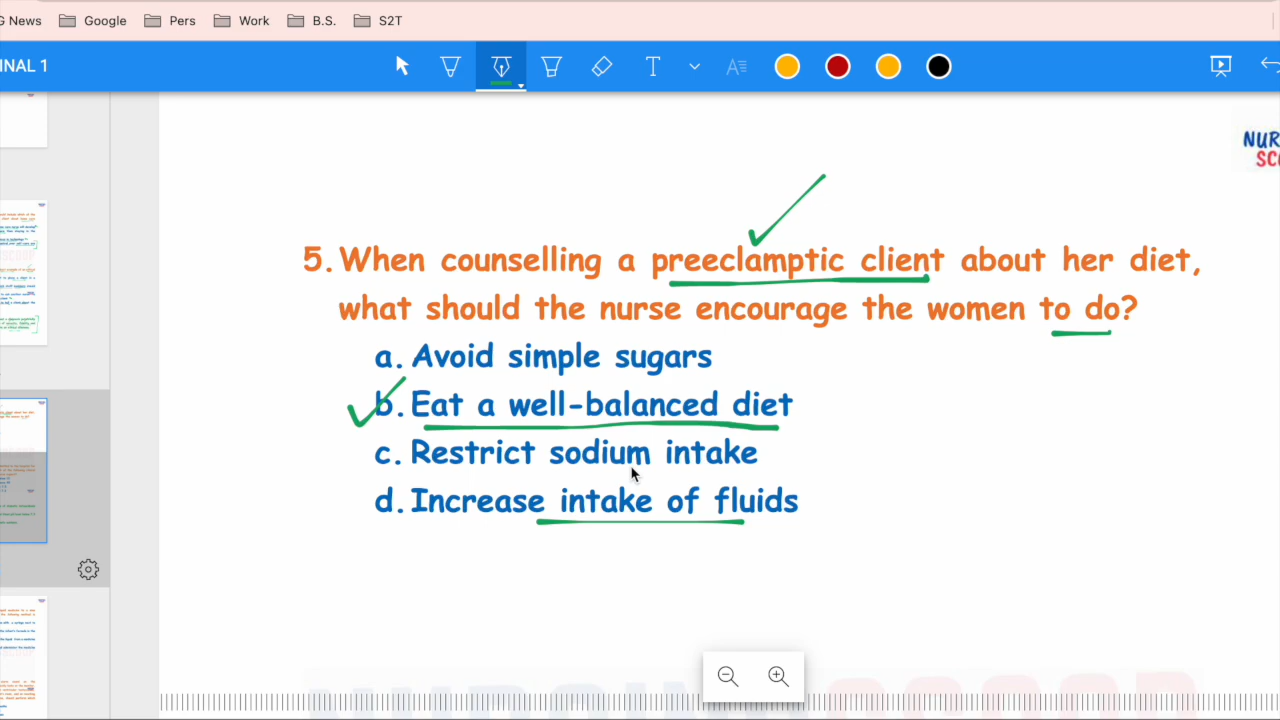 G News Google Pers Work B.S. S2T
INAL 1
T
NUR
SC
5. When counselling a preeclamptic client about her diet,
what should the nurse encourage the women to do?
a. Avoid simple sugars
b. Eat a well-balanced diet
c. Restrict sodium intake
d. Increase intake of fluids